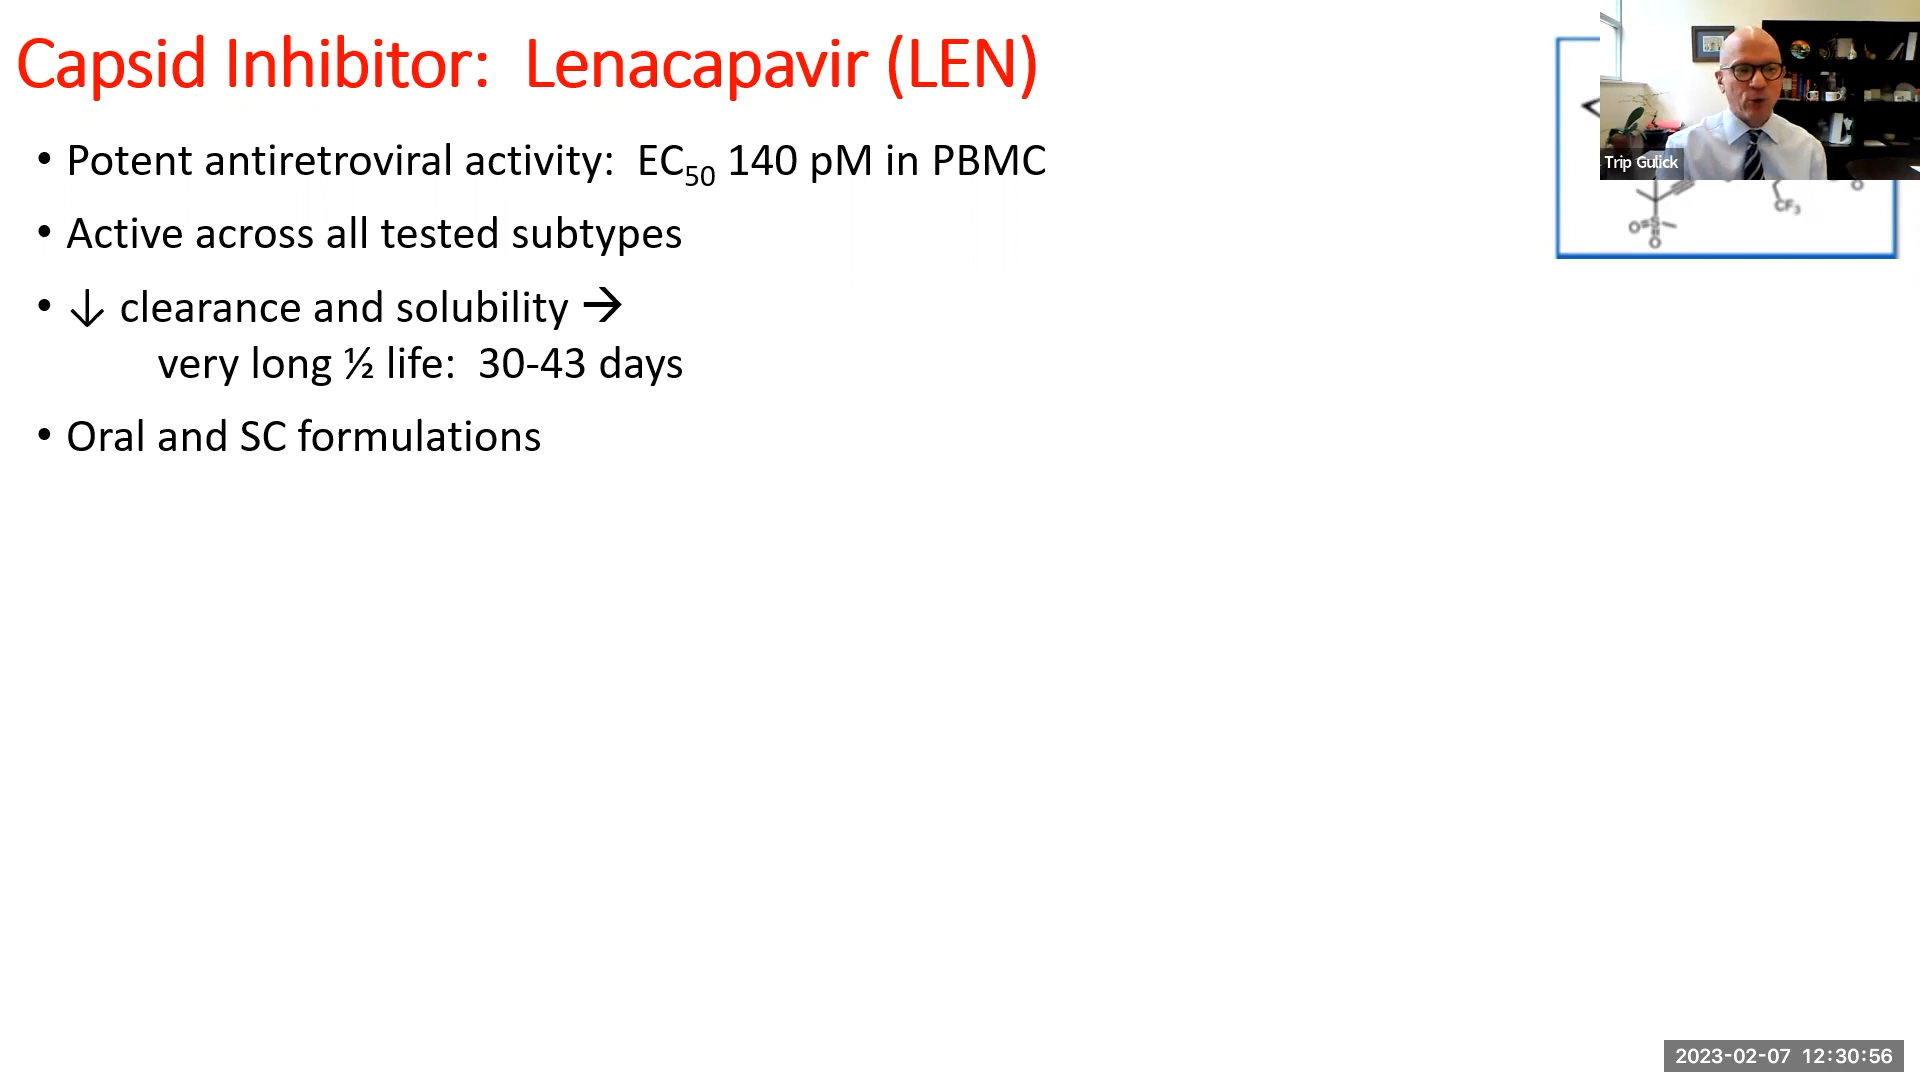 Capsid Inhibitor: Lenacapavir (LEN)
• Potent antiretroviral activity: EC50 140 pM in PBMC
• Active across all tested subtypes
• ↓ clearance and solubility →
very long ½ life: 30-43 days
• Oral and SC formulations
Trip Gulick
CF3
O
O=S
O
2023-02-07 12:30:56